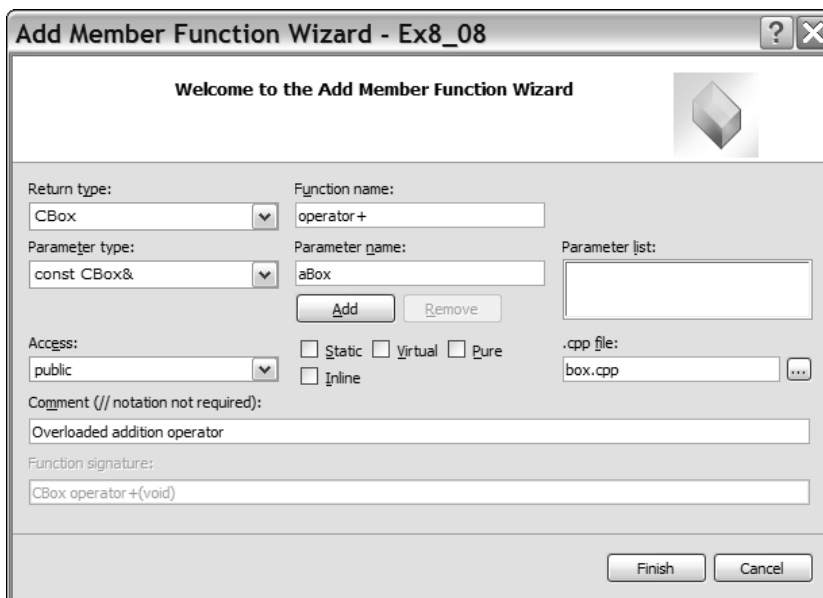 Add Member Function Wizard - Ex8_08
Welcome to the Add Member Function Wizard
Return type:
Function name:
CBox
operator+
Parameter type:
Parameter name:
Parameter list:
const CBox&
aBox
Add
Remove
Access:
Static
Virtual
Pure
.cpp file:
public
Inline
box.cpp
...
Comment (// notation not required):
Overloaded addition operator
Function signature:
CBox operator+(void)
Finish
Cancel